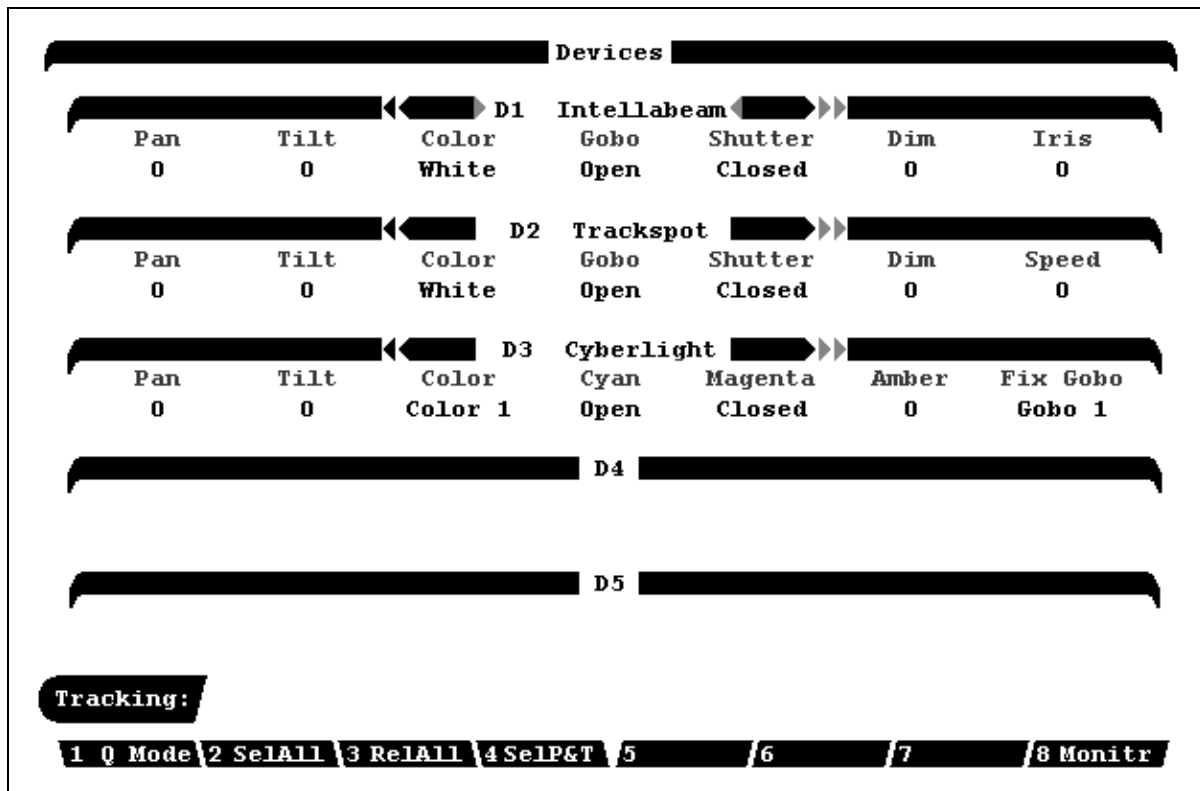 Devices
D1 Intellabeam
Pan Tilt Color Gobo Shutter Dim Iris
0 0 White Open Closed 0 0
D2 Trackspot
Pan Tilt Color Gobo Shutter Dim Speed
0 0 White Open Closed 0 0
D3 Cyberlight
Pan Tilt Color Cyan Magenta Amber Fix Gobo
0 0 Color 1 Open Closed 0 Gobo 1
D4
D5
Tracking:
1 Q Mode 2 SelAll 3 RelAll 4 SelP&T 5 6 7 8 Monitr